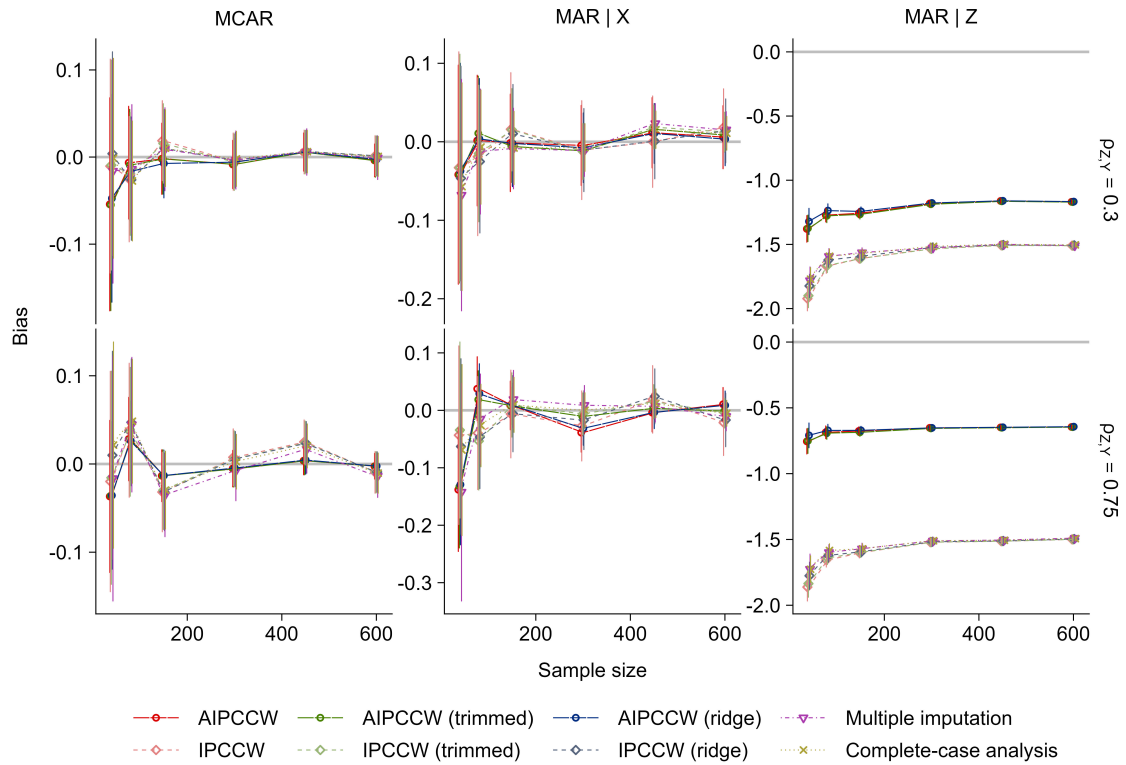 MCAR
MAR | X
MAR | Z
0.1
0.0
-0.1
0.1
0.0
-0.1
-0.2
0.0
-0.5
-1.0
-1.5
-2.0
ρZ,Y = 0.3
Bias
0.1
0.0
-0.1
0.1
0.0
-0.1
-0.2
-0.3
0.0
-0.5
-1.0
-1.5
-2.0
ρZ,Y = 0.75
200 400 600
200 400 600
200 400 600
Sample size
AIPCCW AIPCCW (trimmed) AIPCCW (ridge) Multiple imputation
IPCCW IPCCW (trimmed) IPCCW (ridge) Complete-case analysis